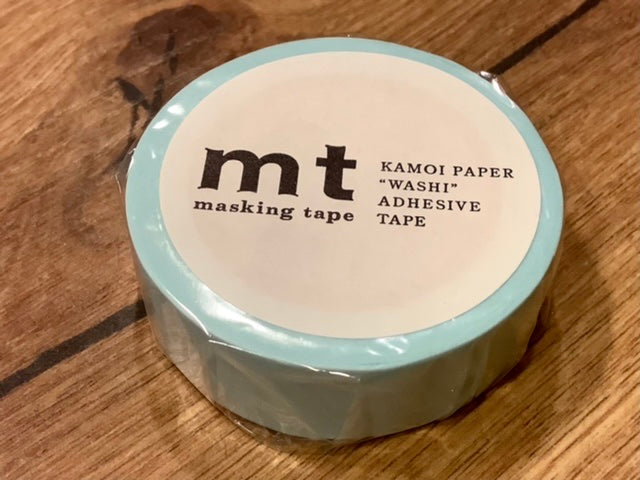 mt
masking tape
KAMOI PAPER
“WASHI”
ADHESIVE
TAPE